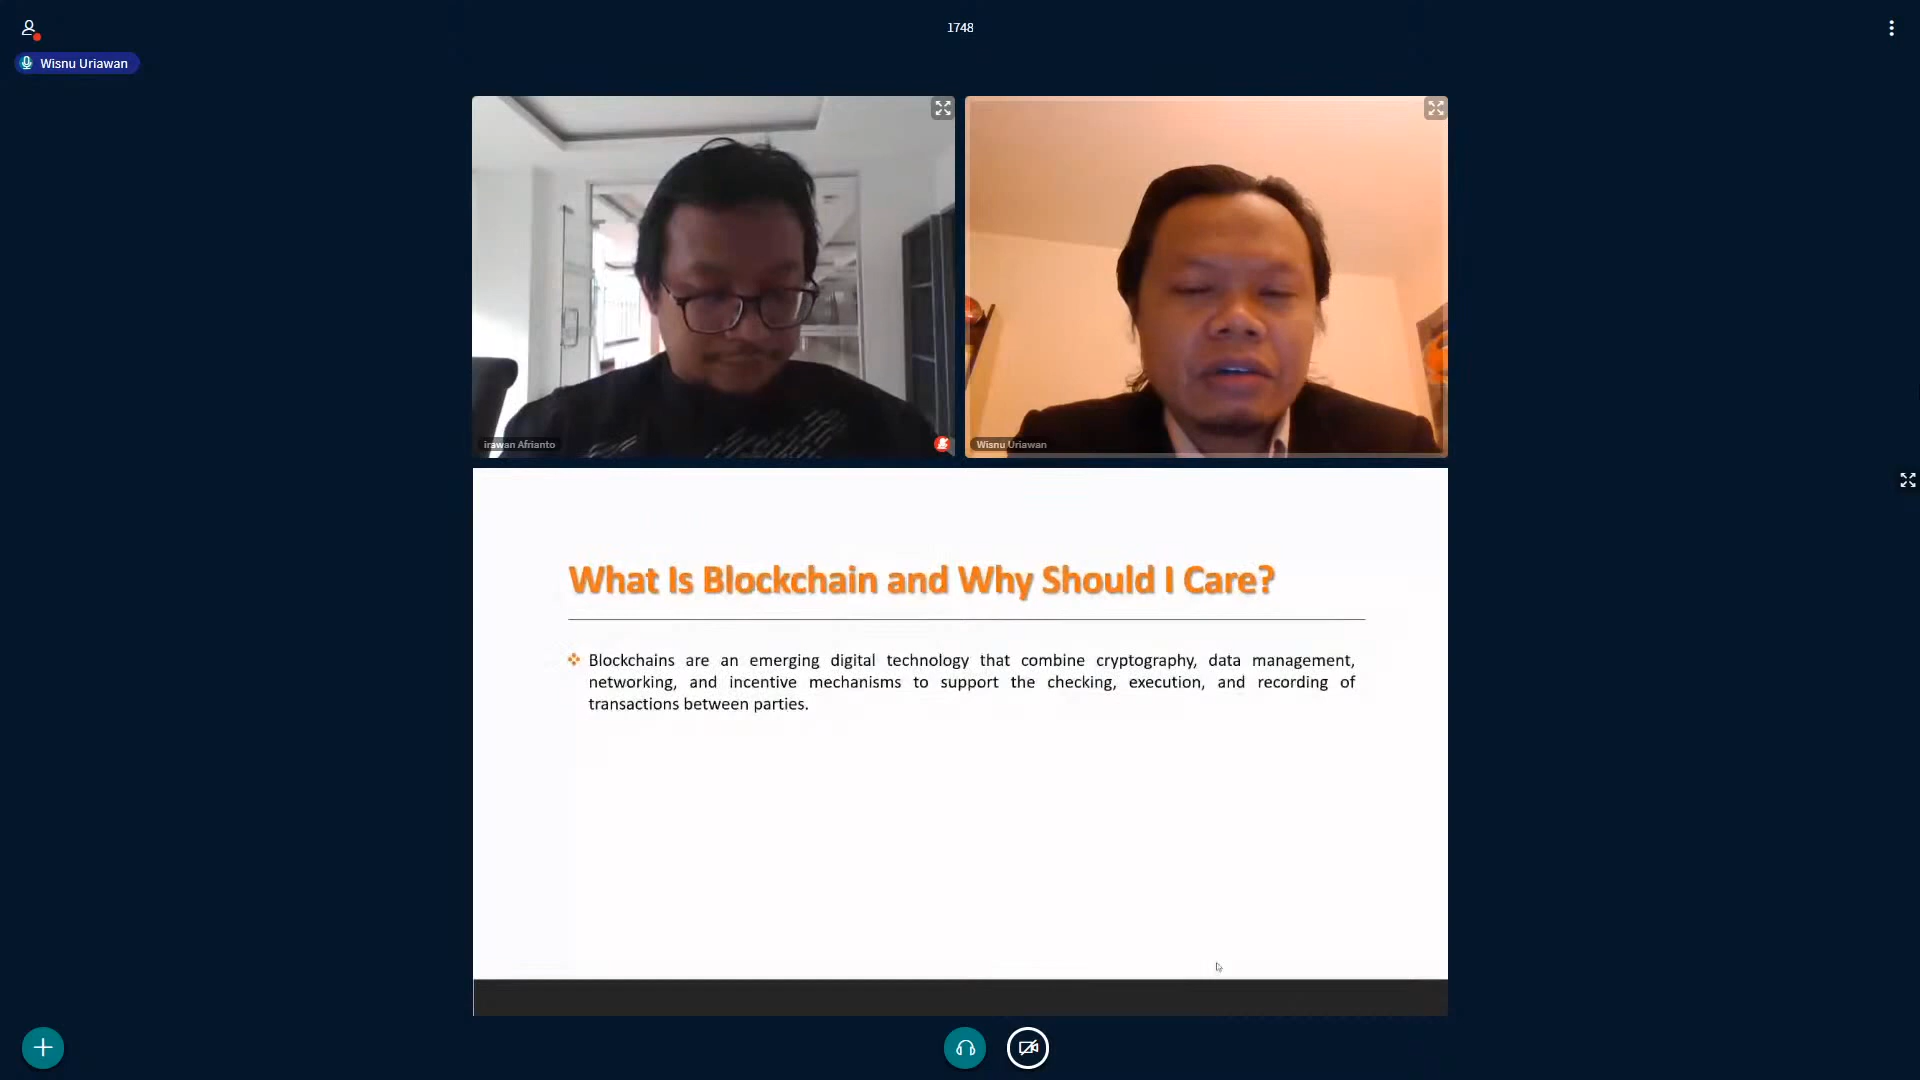 1748
Wisnu Uriawan
irawan Afrianto
Wisnu Uriawan
What Is Blockchain and Why Should I Care?
Blockchains are an emerging digital technology that combine cryptography, data management,
networking, and incentive mechanisms to support the checking, execution, and recording of
transactions between parties.